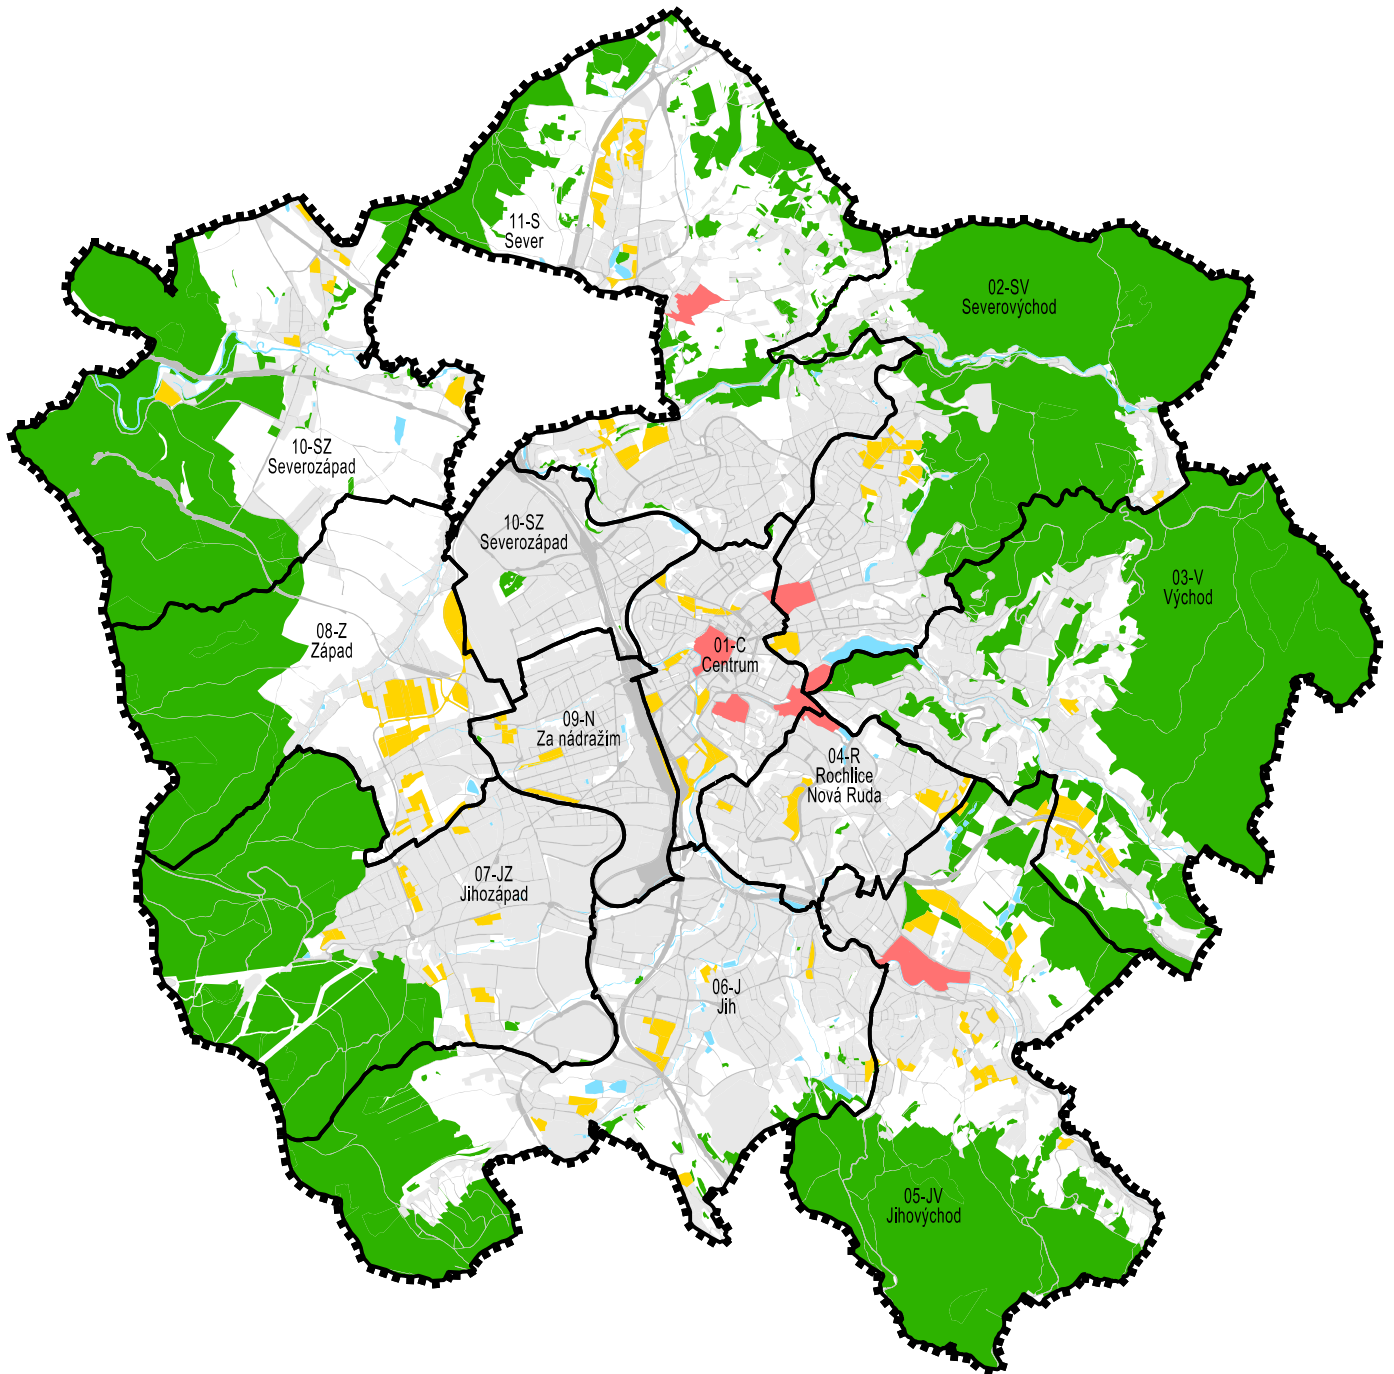 11-S
Sever
02-SV
Severovýchod
10-SZ
Severozápad
10-SZ
Severozápad
03-V
Východ
08-Z
Západ
01-C
Centrum
09-N
Za nádražím
04-R
Rochlice
Nová Ruda
07-JZ
Jihozápad
06-J
Jih
05-JV
Jihovýchod